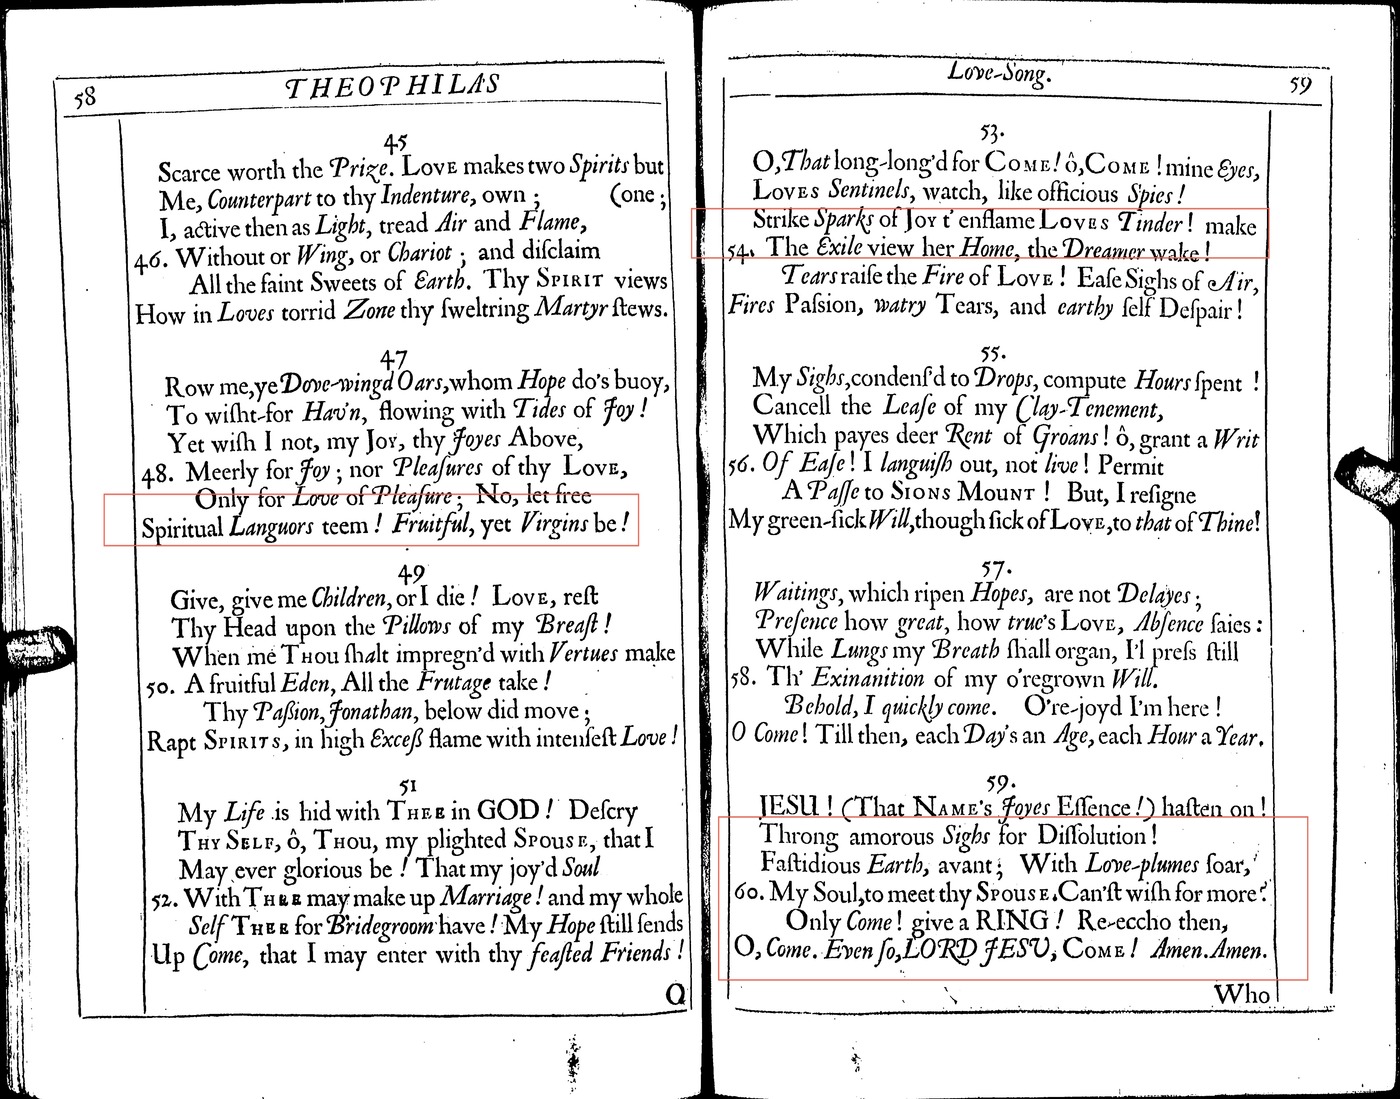 58
THEOPHILA'S
45
Scarce worth the Prize. LOVE makes two Spirits but
Me, Counterpart to thy Indenture, own ; (one ;
I, active then as Light, tread Air and Flame,
46. Without or Wing, or Chariot ; and diſclaim
All the faint Sweets of Earth. Thy SPIRIT views
How in Loves torrid Zone thy ſweltring Martyr ſtews.
47
Row me, ye Dove-wingd Oars, whom Hope do's buoy,
To wiſht-for Hav'n, flowing with Tides of Joy !
Yet wiſh I not, my JOY, thy Joyes Above,
48. Meerly for Joy ; nor Pleaſures of thy LOVE,
Only for Love of Pleaſure ; No, let free
Spiritual Languors teem ! Fruitful, yet Virgins be !
49
Give, give me Children, or I die ! LOVE, reſt
Thy Head upon the Pillows of my Breaſt !
When me THOU ſhalt impregn'd with Vertues make
50. A fruitful Eden, All the Frutage take !
Thy Paßion, Jonathan, below did move ;
Rapt SPIRITS, in high Exceß flame with intenſeſt Love !
51
My Life is hid with THEE in GOD ! Deſcry
THY SELF, ô, THOU, my plighted SPOUSE, that I
May ever glorious be ! That my joy'd Soul
52. With THEE may make up Marriage ! and my whole
Self THEE for Bridegroom have ! My Hope ſtill ſends
Up Come, that I may enter with thy feaſted Friends !
Q
Love-Song.
59
53.
O, That long-long'd for COME ! ô, COME ! mine Eyes,
LOVES Sentinels, watch, like officious Spies !
Strike Sparks of JOY t' enflame LOVES Tinder ! make
54. The Exile view her Home, the Dreamer wake !
Tears raiſe the Fire of LOVE ! Eaſe Sighs of Air,
Fires Paſsion, watry Tears, and earthy ſelf Deſpair !
55.
My Sighs, condenſ'd to Drops, compute Hours ſpent !
Cancell the Leaſe of my Clay-Tenement,
Which payes deer Rent of Groans ! ô, grant a Writ
56. Of Eaſe ! I languiſh out, not live ! Permit
A Paſſe to SIONS MOUNT ! But, I reſigne
My green-ſick Will, though ſick of LOVE, to that of Thine !
57.
Waitings, which ripen Hopes, are not Delayes ;
Preſence how great, how true's LOVE, Abſence ſaies :
While Lungs my Breath ſhall organ, I'l preſs ſtill
58. Th' Exinanition of my o'regrown Will.
Behold, I quickly come. O're-joyd I'm here !
O Come ! Till then, each Day's an Age, each Hour a Year.
59.
JESU ! (That NAME'S Joyes Eſſence !) haſten on !
Throng amorous Sighs for Diſſolution !
Faſtidious Earth, avant ; With Love-plumes ſoar,
60. My Soul, to meet thy SPOUSE. Can'ſt wiſh for more ?
Only Come ! give a RING ! Re-eccho then,
O, Come. Even ſo, LORD JESU, COME ! Amen. Amen.
Who